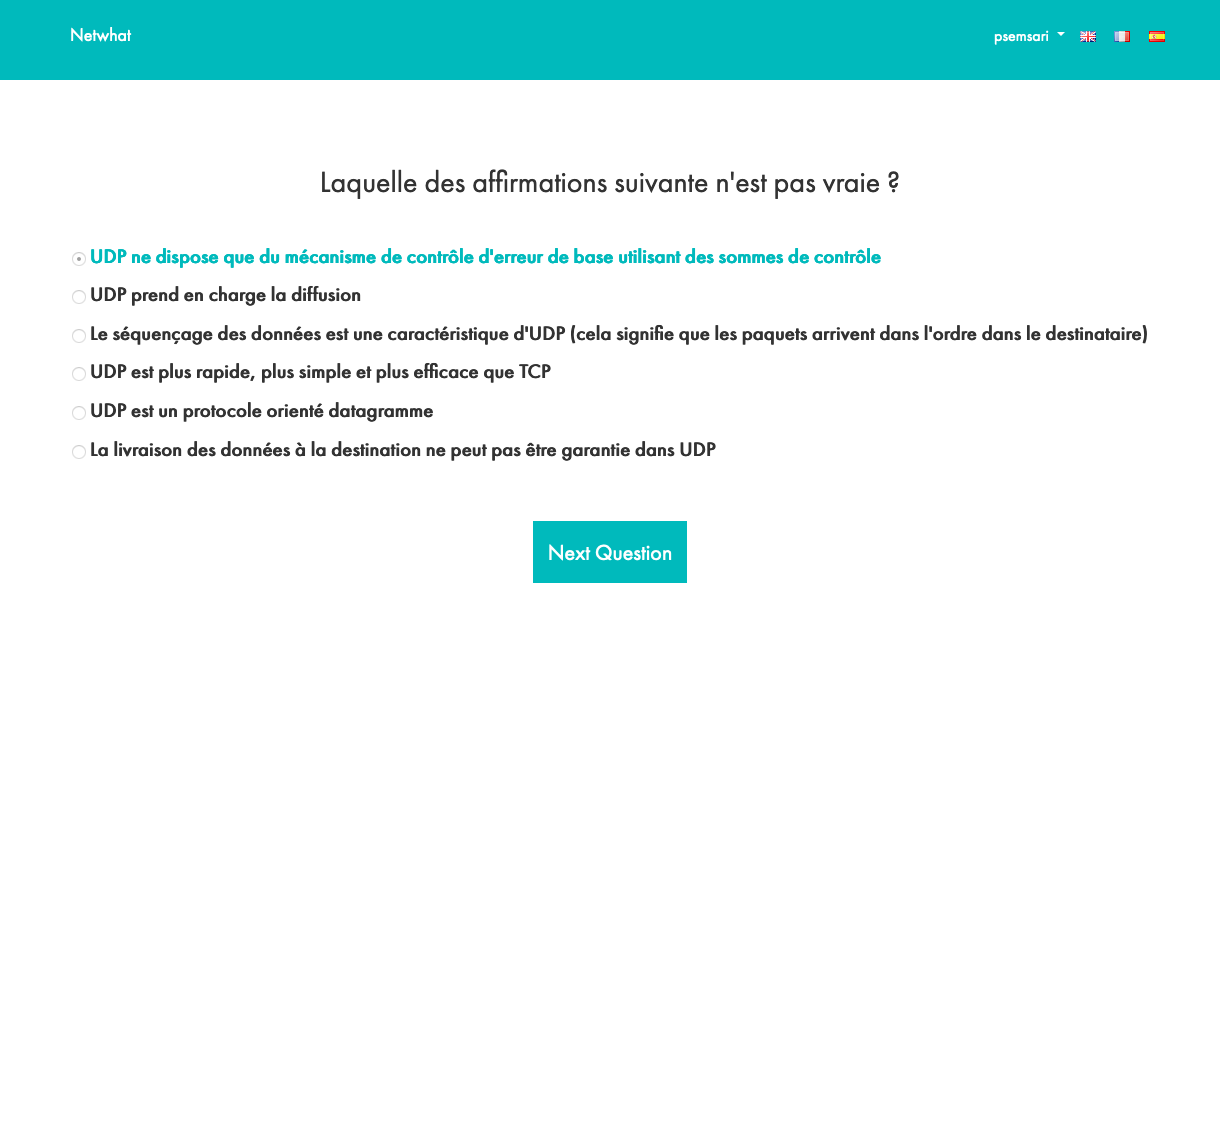 Netwhat
psemsari
Laquelle des affirmations suivante n'est pas vraie ?
UDP ne dispose que du mécanisme de contrôle d'erreur de base utilisant des sommes de contrôle
UDP prend en charge la diffusion
Le séquençage des données est une caractéristique d'UDP (cela signifie que les paquets arrivent dans l'ordre dans le destinataire)
UDP est plus rapide, plus simple et plus efficace que TCP
UDP est un protocole orienté datagramme
La livraison des données à la destination ne peut pas être garantie dans UDP
Next Question